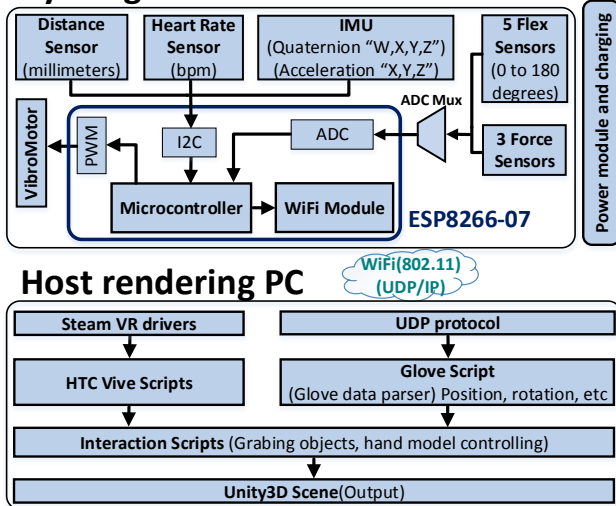 Distance
Sensor
(millimeters)
Heart Rate
Sensor
(bpm)
IMU
(Quaternion “W,X,Y,Z”)
(Acceleration “X,Y,Z”)
5 Flex
Sensors
(0 to 180
degrees)
Power module and charging
ADC Mux
VibroMotor
PWM
I2C
ADC
3 Force
Sensors
Microcontroller
WiFi Module
ESP8266-07
Host rendering PC
WiFi(802.11)
(UDP/IP)
Steam VR drivers
UDP protocol
HTC Vive Scripts
Glove Script
(Glove data parser) Position, rotation, etc
Interaction Scripts (Grabing objects, hand model controlling)
Unity3D Scene(Output)